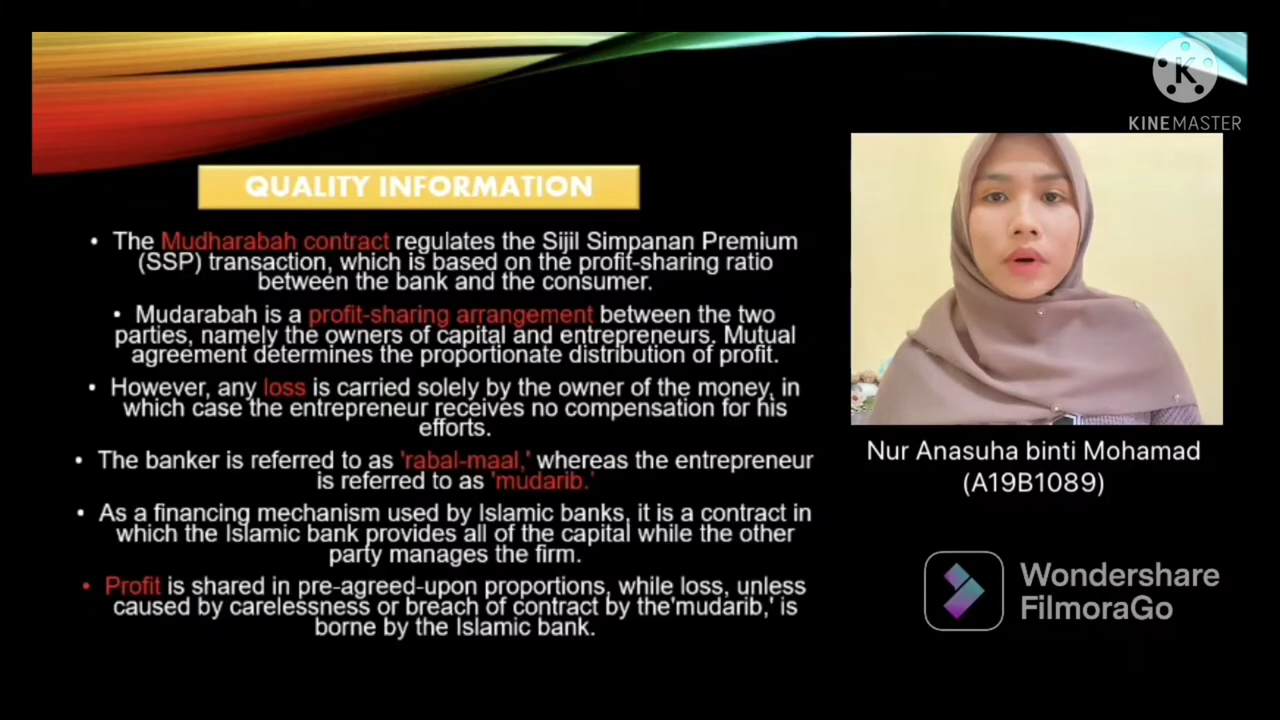 KINEMASTER
QUALITY INFORMATION
• The Mudharabah contract regulates the Sijil Simpanan Premium
(SSP) transaction, which is based on the profit-sharing ratio
between the bank and the consumer.
• Mudarabah is a profit-sharing arrangement between the two
parties, namely the owners of capital and entrepreneurs. Mutual
agreement determines the proportionate distribution of profit.
• However, any loss is carried solely by the owner of the money, in
which case the entrepreneur receives no compensation for his
efforts.
• The banker is referred to as 'rabal-maal,' whereas the entrepreneur
is referred to as 'mudarib.'
• As a financing mechanism used by Islamic banks, it is a contract in
which the Islamic bank provides all of the capital while the other
party manages the firm.
• Profit is shared in pre-agreed-upon proportions, while loss, unless
caused by carelessness or breach of contract by the'mudarib,' is
borne by the Islamic bank.
Nur Anasuha binti Mohamad
(A19B1089)
Wondershare
FilmoraGo